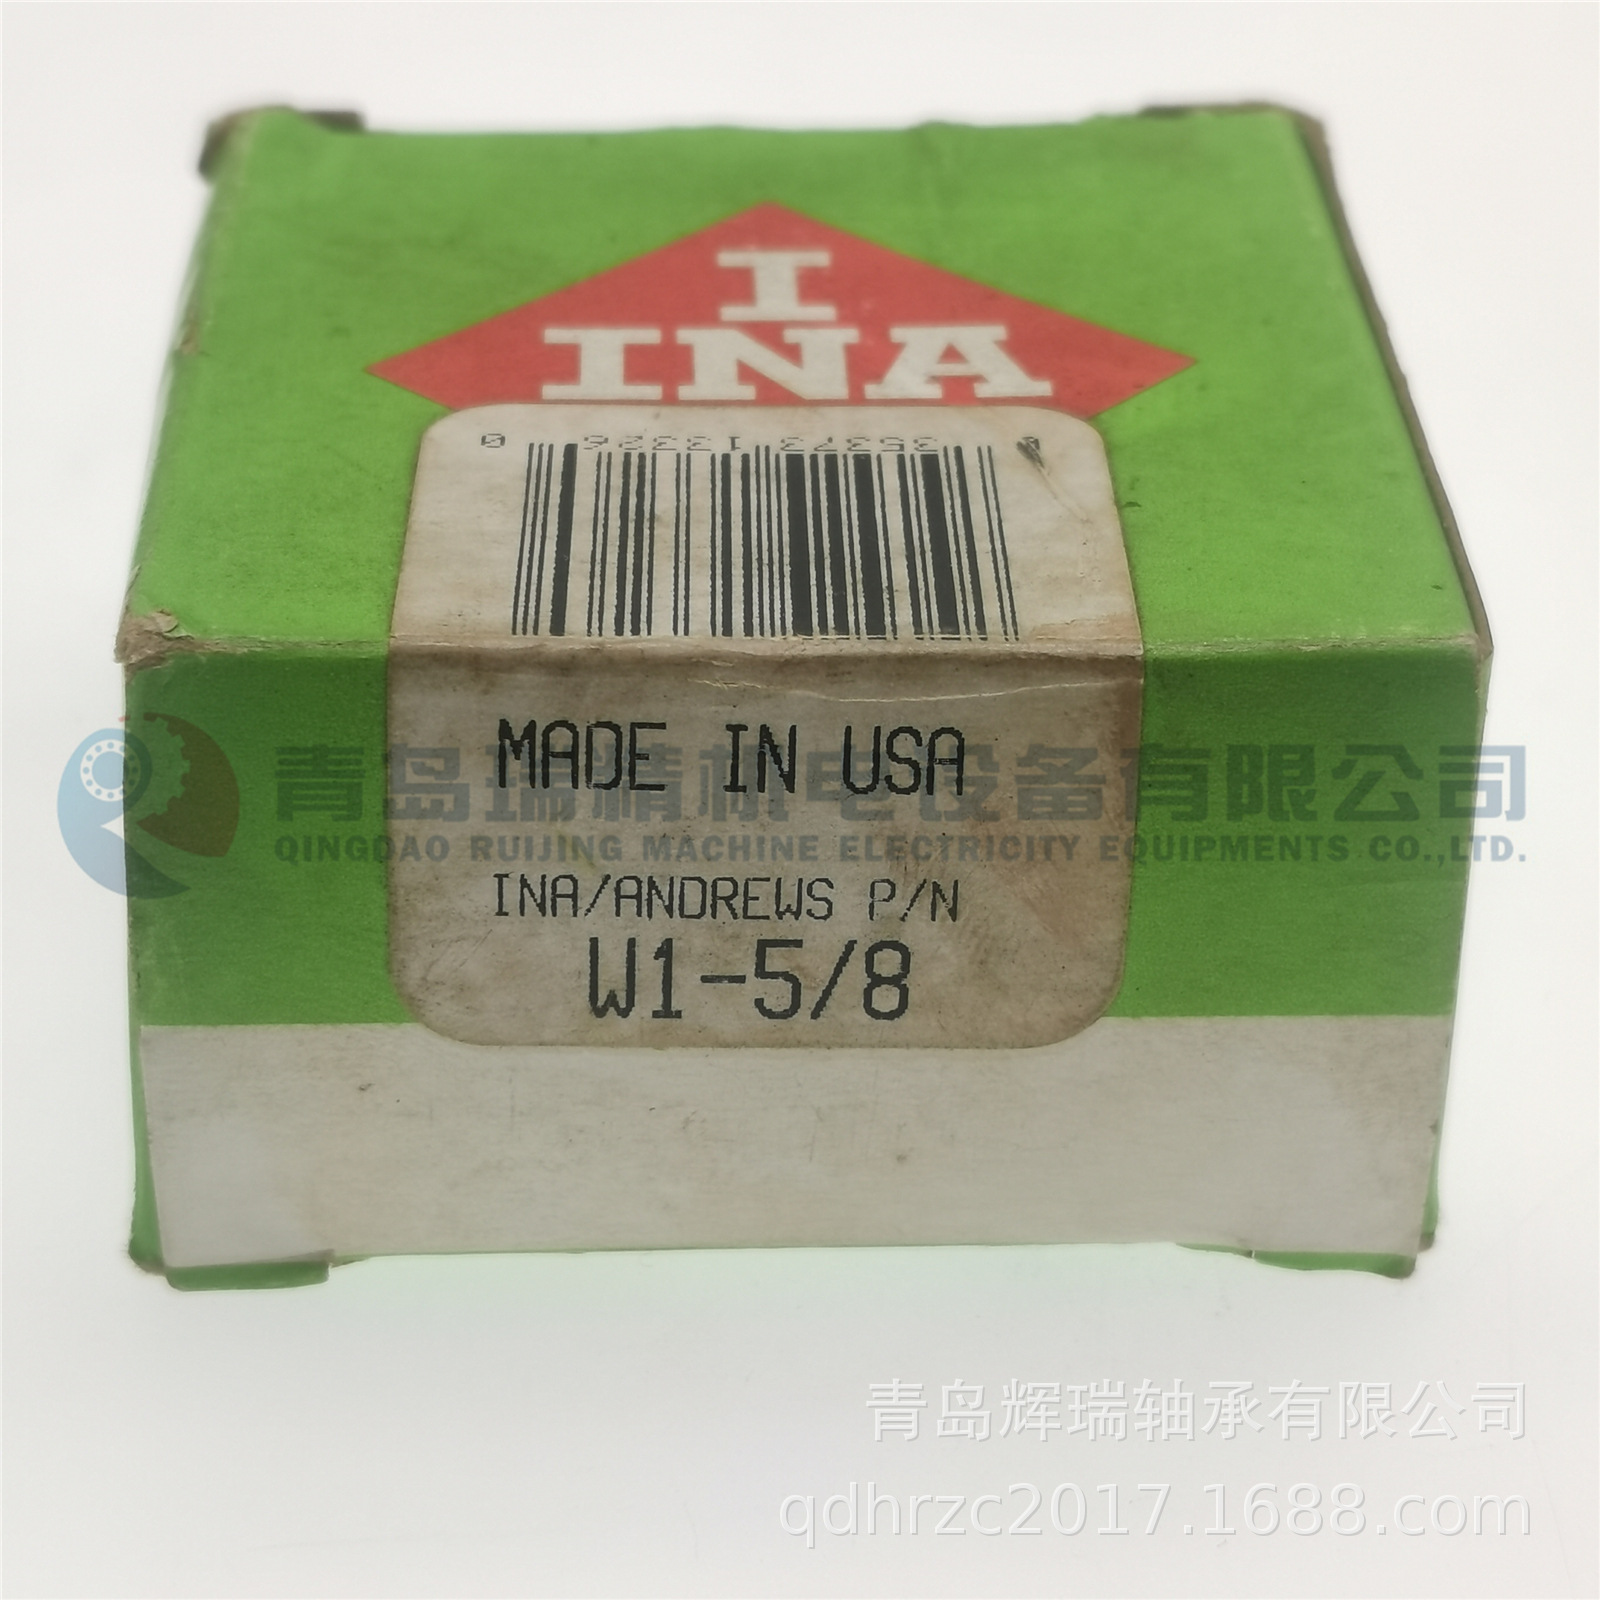 I
INA
0 35373 13326 0
MADE IN USA
青岛瑞精机电设备有限公司
QINGDAO RUIJING MACHINE ELECTRICITY EQUIPMENTS CO.,LTD.
INA/ANDREWS P/N
W1-5/8
青岛辉瑞轴承有限公司
qdhrzc2017.1688.com